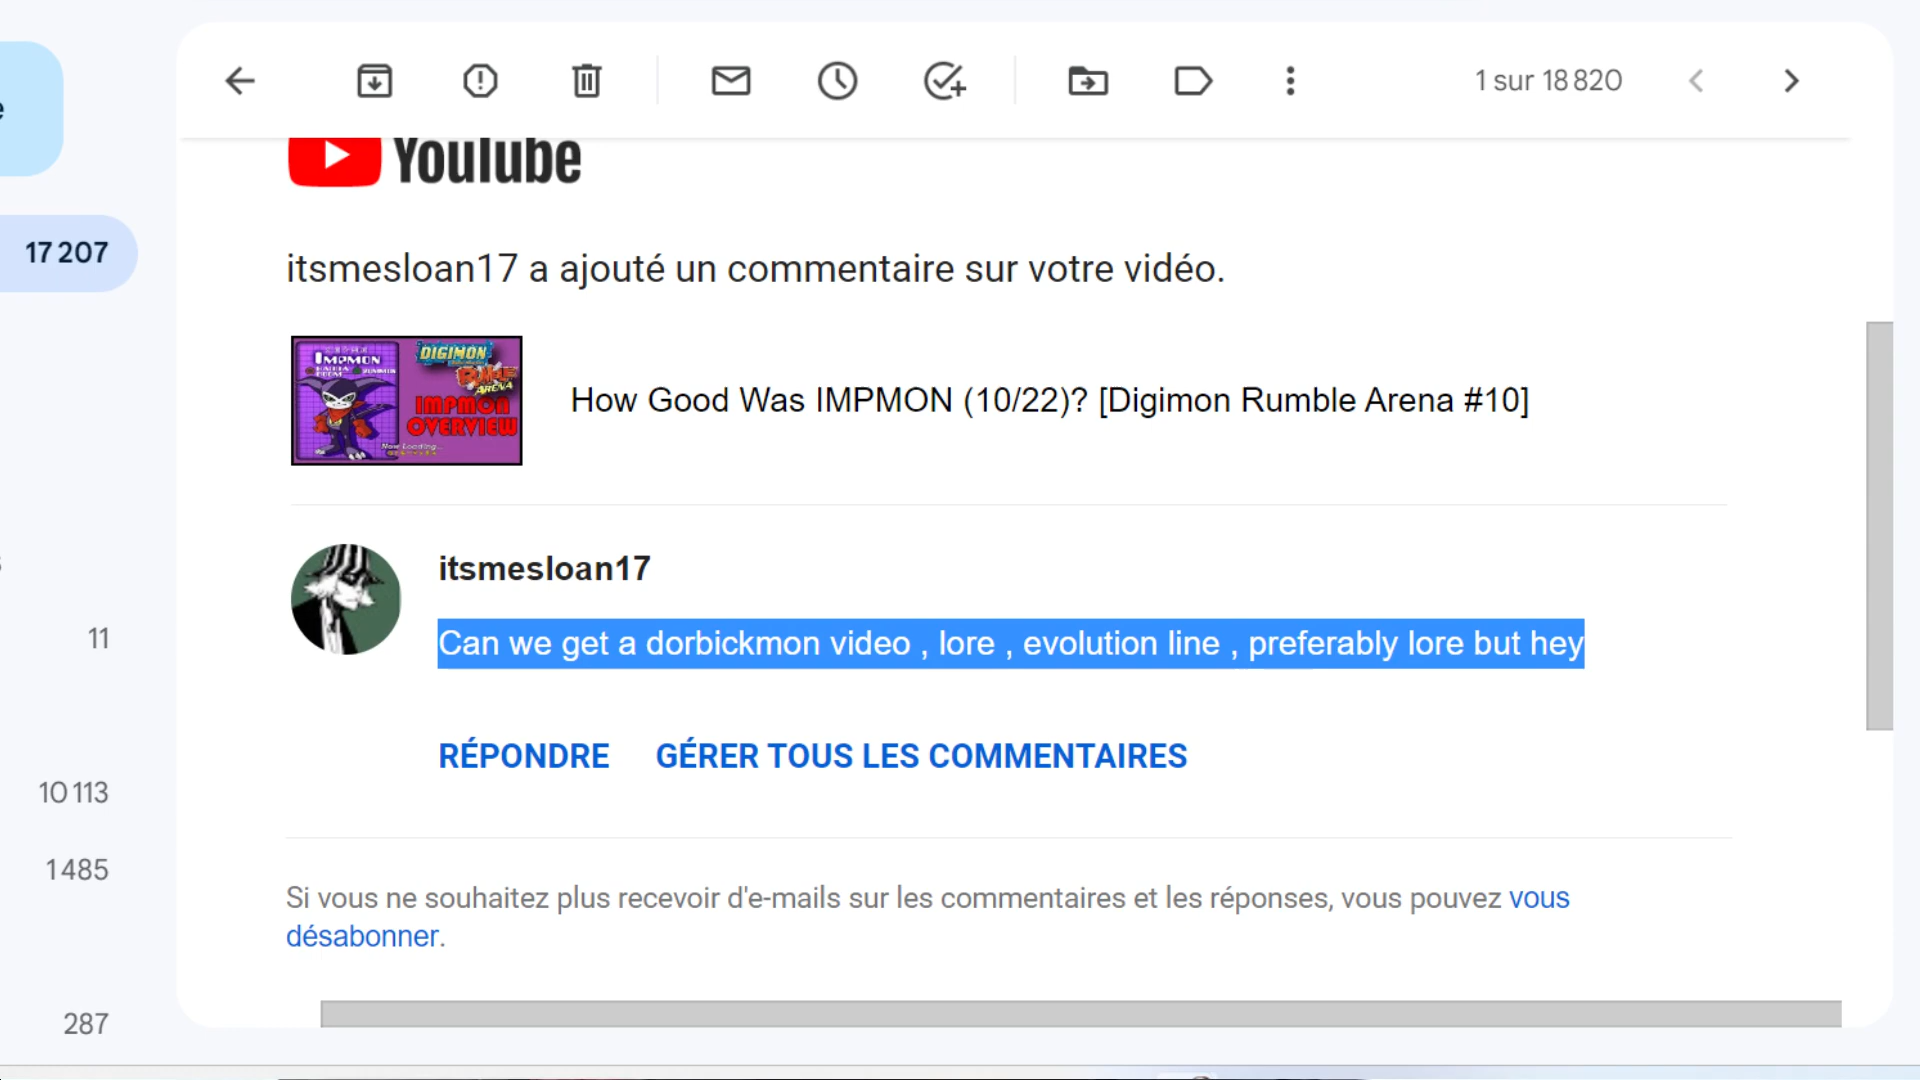 1 sur 18 820
YouTube
17 207
itsmesloan17 a ajouté un commentaire sur votre vidéo.
IMPMON
DIGIMON
RUMBLE
ARENA
IMPMON
OVERVIEW
Now Loading...
How Good Was IMPMON (10/22)? [Digimon Rumble Arena #10]
itsmesloan17
Can we get a dorbickmon video , lore , evolution line , preferably lore but hey
11
RÉPONDRE GÉRER TOUS LES COMMENTAIRES
10 113
1 485
Si vous ne souhaitez plus recevoir d'e-mails sur les commentaires et les réponses, vous pouvez vous
désabonner.
287